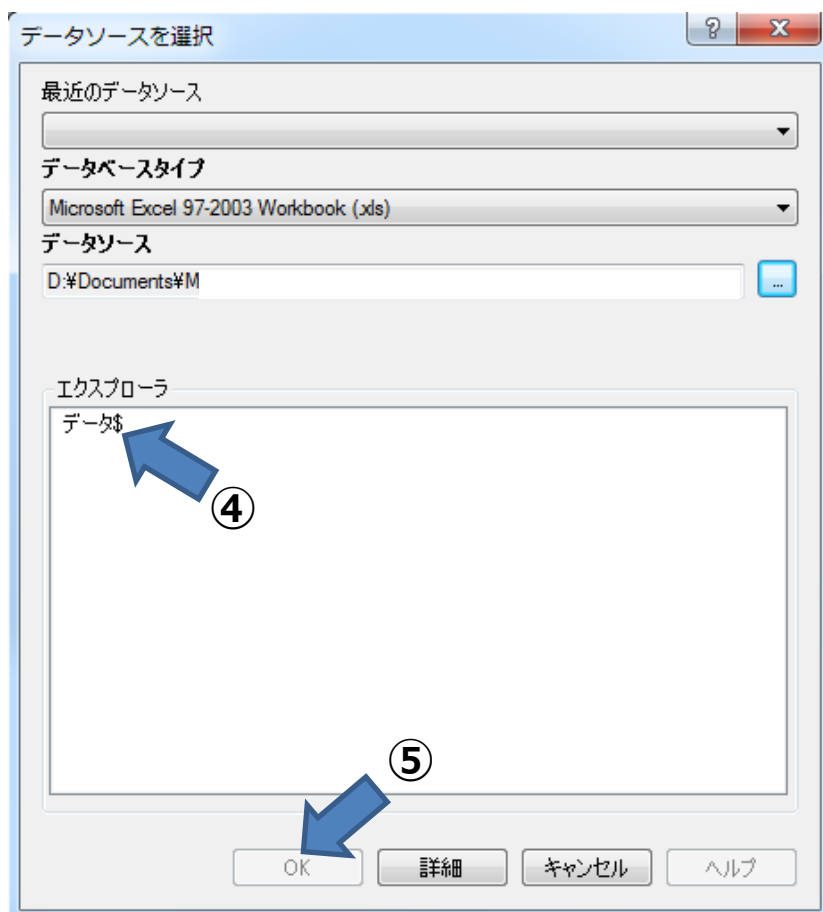 データソースを選択
最近のデータソース
データベースタイプ
Microsoft Excel 97-2003 Workbook (.xls)
データソース
D:¥Documents¥M
...
エクスプローラ
データ$
④
⑤
OK 詳細 キャンセル ヘルプ